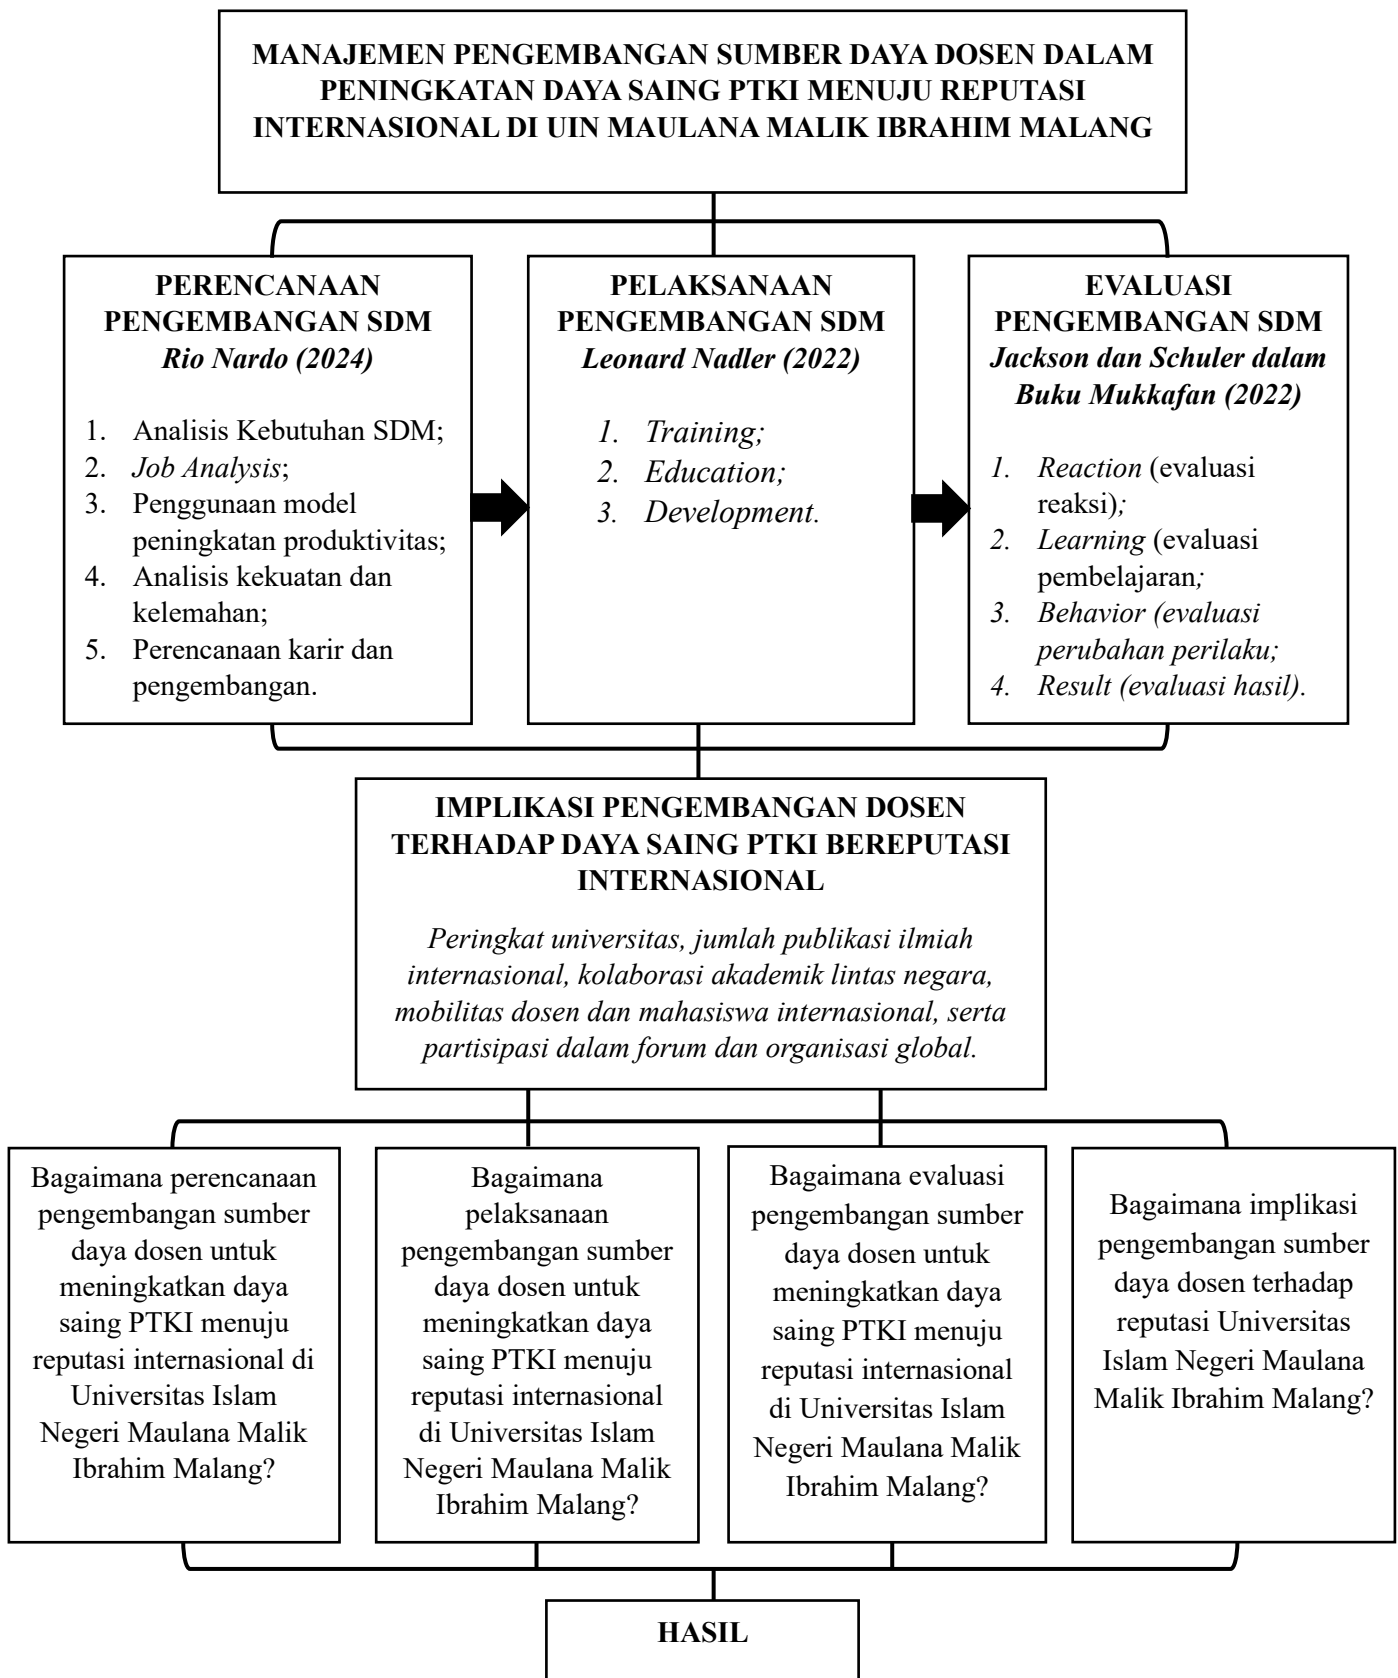 MANAJEMEN PENGEMBANGAN SUMBER DAYA DOSEN DALAM
PENINGKATAN DAYA SAING PTKI MENUJU REPUTASI
INTERNASIONAL DI UIN MAULANA MALIK IBRAHIM MALANG
PERENCANAAN
PENGEMBANGAN SDM
Rio Nardo (2024)
1. Analisis Kebutuhan SDM;
2. Job Analysis;
3. Penggunaan model
peningkatan produktivitas;
4. Analisis kekuatan dan
kelemahan;
5. Perencanaan karir dan
pengembangan.
PELAKSANAAN
PENGEMBANGAN SDM
Leonard Nadler (2022)
1. Training;
2. Education;
3. Development.
EVALUASI
PENGEMBANGAN SDM
Jackson dan Schuler dalam
Buku Mukkafan (2022)
1. Reaction (evaluasi
reaksi);
2. Learning (evaluasi
pembelajaran;
3. Behavior (evaluasi
perubahan perilaku;
4. Result (evaluasi hasil).
IMPLIKASI PENGEMBANGAN DOSEN
TERHADAP DAYA SAING PTKI BEREPUTASI
INTERNASIONAL
Peringkat universitas, jumlah publikasi ilmiah
internasional, kolaborasi akademik lintas negara,
mobilitas dosen dan mahasiswa internasional, serta
partisipasi dalam forum dan organisasi global.
Bagaimana perencanaan
pengembangan sumber
daya dosen untuk
meningkatkan daya
saing PTKI menuju
reputasi internasional di
Universitas Islam
Negeri Maulana Malik
Ibrahim Malang?
Bagaimana
pelaksanaan
pengembangan sumber
daya dosen untuk
meningkatkan daya
saing PTKI menuju
reputasi internasional
di Universitas Islam
Negeri Maulana Malik
Ibrahim Malang?
Bagaimana evaluasi
pengembangan sumber
daya dosen untuk
meningkatkan daya
saing PTKI menuju
reputasi internasional
di Universitas Islam
Negeri Maulana Malik
Ibrahim Malang?
Bagaimana implikasi
pengembangan sumber
daya dosen terhadap
reputasi Universitas
Islam Negeri Maulana
Malik Ibrahim Malang?
HASIL